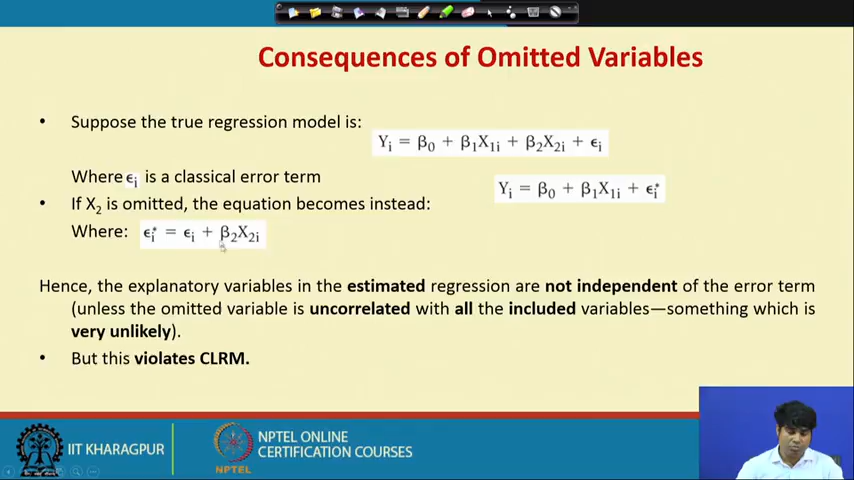 Consequences of Omitted Variables
• Suppose the true regression model is:
Yᵢ = β₀ + β₁X₁ᵢ + β₂X₂ᵢ + ϵᵢ
Where ϵᵢ is a classical error term
Yᵢ = β₀ + β₁X₁ᵢ + ϵᵢ*
• If X₂ is omitted, the equation becomes instead:
Where: ϵᵢ* = ϵᵢ + β₂X₂ᵢ
Hence, the explanatory variables in the estimated regression are not independent of the error term
(unless the omitted variable is uncorrelated with all the included variables—something which is
very unlikely).
• But this violates CLRM.
IIT KHARAGPUR
NPTEL
NPTEL ONLINE
CERTIFICATION COURSES